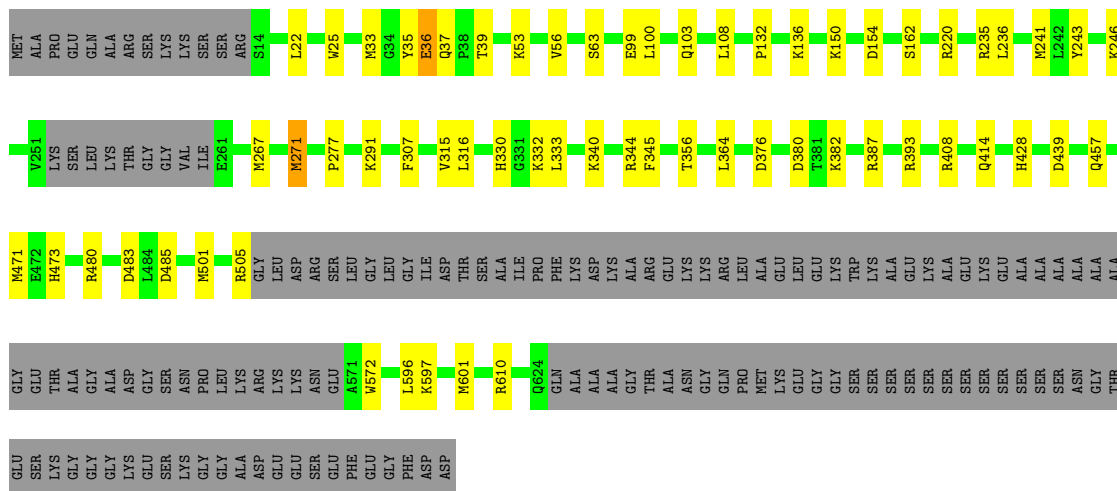 MET ALA PRO GLU GLN ALA ARG SER LYS LYS SER SER ARG S14 L22 W25 M33 G34 Y35 E36 Q37 P38 T39 K53 V56 S63 E99 L100 Q103 L108 P132 K136 K150 D154 S162 R220 R235 L236 M241 L242 Y243 K246
V251 LYS SER LEU LYS THR GLY GLY VAL ILE E261 M267 M271 P277 K291 F307 V315 L316 H330 G331 K332 L333 K340 R344 F345 T356 L364 D376 D380 T381 K382 R387 R393 R408 Q414 H428 D439 Q457
M471 E472 H473 R480 D483 L484 D485 M501 R505 GLY LEU ASP ARG SER LEU GLY LEU GLY ILE ASP THR SER ALA ILE PRO PHE LYS ASP LYS ALA ARG GLU LYS LYS ARG LEU ALA GLU LEU GLU LYS TRP LYS ALA GLU LYS ALA GLU LYS GLU ALA ALA ALA ALA ALA ALA
GLY GLU THR ALA GLY ALA ASP GLY SER ASN PRO LEU LYS ARG LYS LYS ASN GLU A571 W572 L596 K597 M601 R610 Q624 GLN ALA ALA ALA GLY THR ALA ASN GLY GLN PRO MET LYS GLU GLY GLY SER SER SER SER SER SER SER SER SER SER SER SER ASN GLY THR
GLU SER LYS GLY GLY GLY LYS GLU SER LYS GLY GLY ALA ASP GLU GLU SER GLU PHE GLU GLY PHE ASP ASP